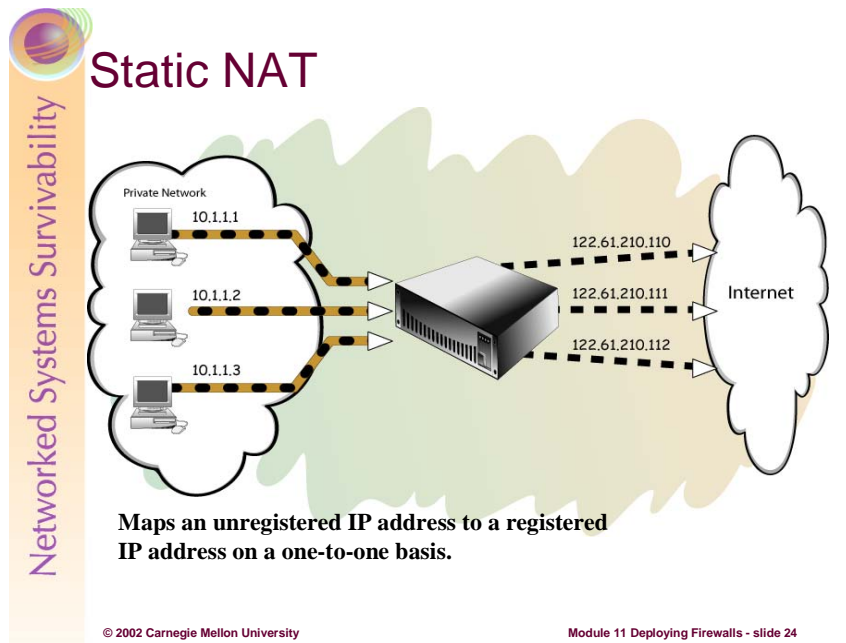 Networked Systems Survivability
Static NAT
Private Network
10.1.1.1
10.1.1.2
10.1.1.3
122.61.210.110
122.61.210.111
122.61.210.112
Internet
Maps an unregistered IP address to a registered
IP address on a one-to-one basis.
© 2002 Carnegie Mellon University
Module 11 Deploying Firewalls - slide 24